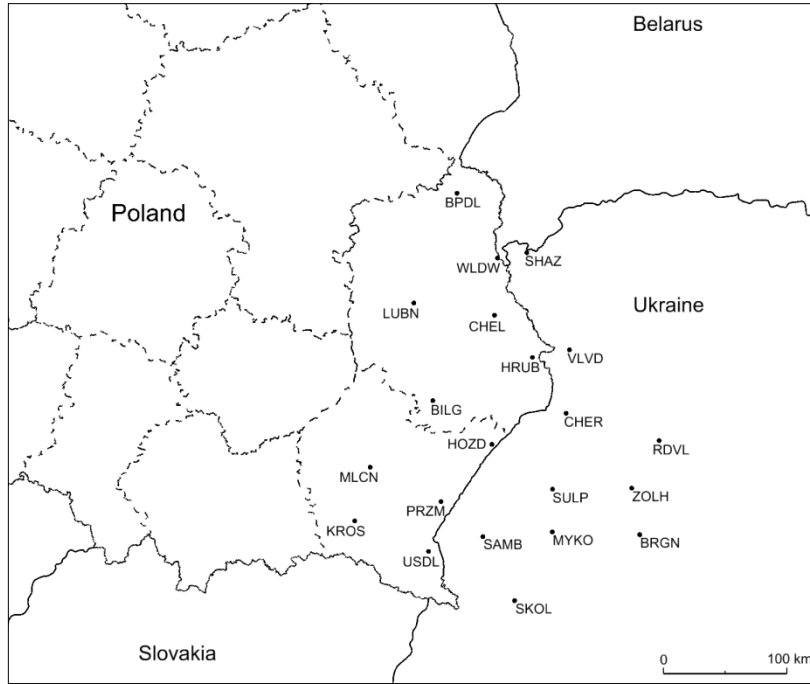 Belarus
BPDL
Poland
WLDW
SHAZ
LUBN
CHEL
Ukraine
HRUB
VLVD
BILG
CHER
HOZD
RDVL
MLCN
PRZM
SULP
ZOLH
KROS
SAMB
MYKO
BRGN
USDL
SKOL
Slovakia
0
100 km